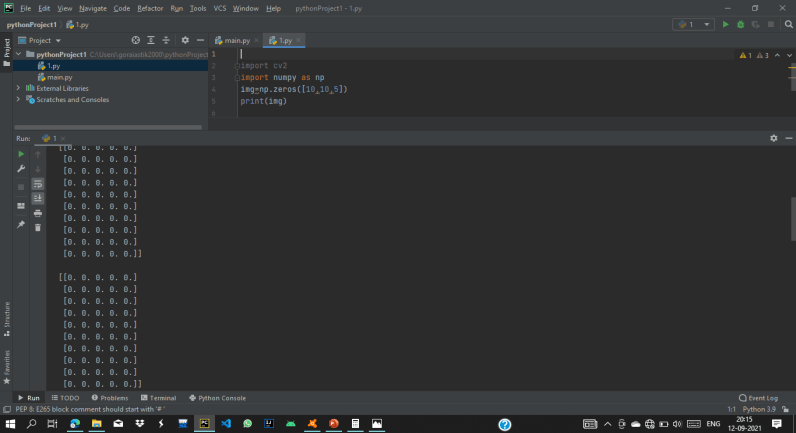 PC File Edit View Navigate Code Refactor Run Tools VCS Window Help pythonProject1 - 1.py
pythonProject1 1.py 1
Project main.py 1.py
Project
pythonProject1 C:\Users\
1.py
main.py
External Libraries
Scratches and Consoles
1 1 3
2 import cv2
3 import numpy as np
4 img=np.zeros([10,10,5])
5 print(img)
6
Run: 1
[[0. 0. 0. 0. 0.]
[0. 0. 0. 0. 0.]
[0. 0. 0. 0. 0.]
[0. 0. 0. 0. 0.]
[0. 0. 0. 0. 0.]
[0. 0. 0. 0. 0.]
[0. 0. 0. 0. 0.]
[0. 0. 0. 0. 0.]
[0. 0. 0. 0. 0.]
[0. 0. 0. 0. 0.]]
[[0. 0. 0. 0. 0.]
[0. 0. 0. 0. 0.]
[0. 0. 0. 0. 0.]
[0. 0. 0. 0. 0.]
[0. 0. 0. 0. 0.]
[0. 0. 0. 0. 0.]
[0. 0. 0. 0. 0.]
[0. 0. 0. 0. 0.]
[0. 0. 0. 0. 0.]
[0. 0. 0. 0. 0.]]
Structure
Favorites
Run TODO Problems Terminal Python Console Event Log
PEP 8: E265 block comment should start with '# ' 1:1 Python 3.9
ENG 20:15
12-09-2021